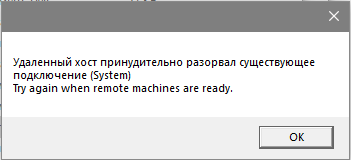 Удаленный хост принудительно разорвал существующее
подключение (System)
Try again when remote machines are ready.
OK